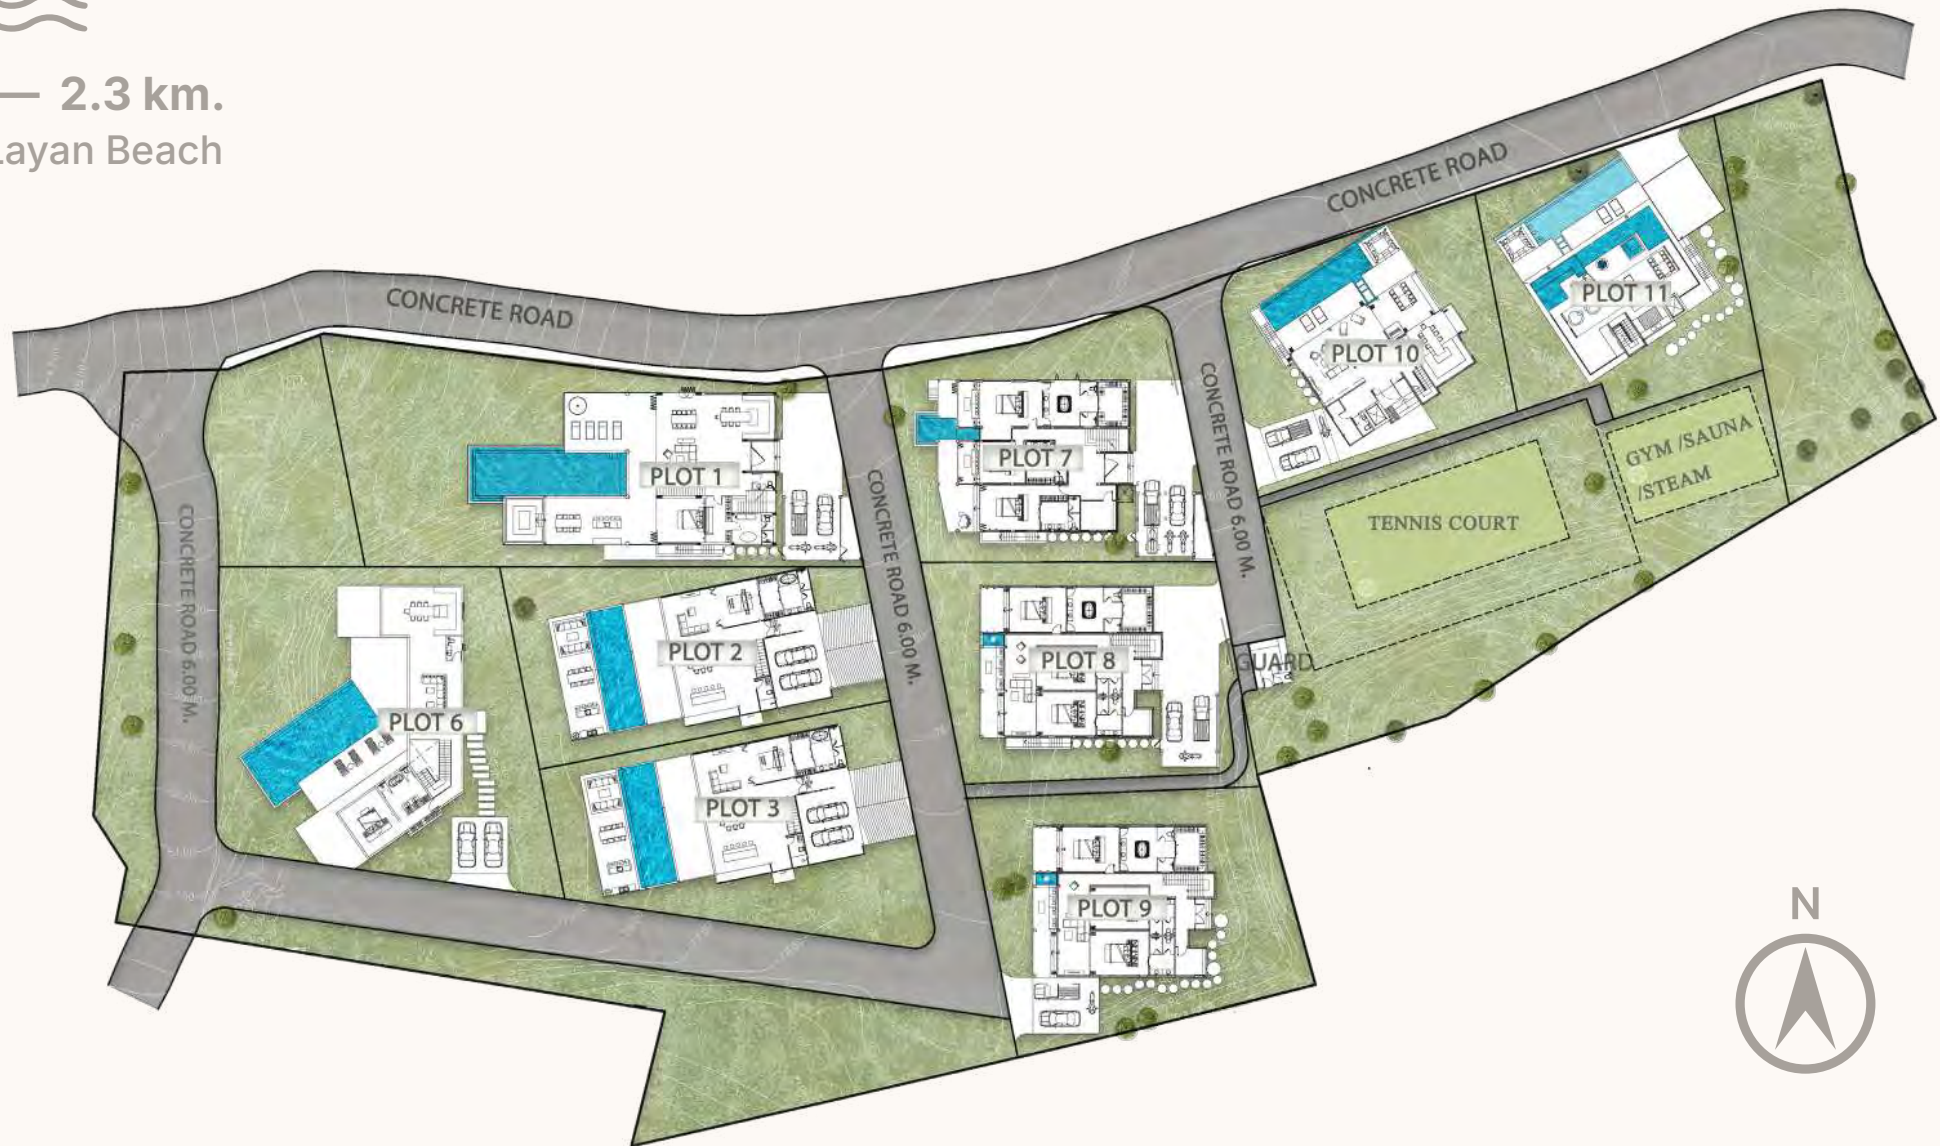 — 2.3 km.
Layan Beach
CONCRETE ROAD
CONCRETE ROAD
PLOT 11
PLOT 10
CONCRETE ROAD 6.00 M.
GYM /SAUNA
/STEAM
TENNIS COURT
PLOT 1
PLOT 7
CONCRETE ROAD 6.00 M.
CONCRETE ROAD 6.00 M.
PLOT 2
PLOT 8
GUARD
PLOT 6
PLOT 3
PLOT 9
N